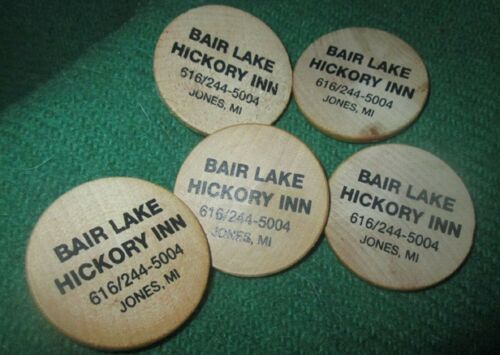 BAIR LAKE
HICKORY INN
616/244-5004
JONES, MI
BAIR LAKE
HICKORY INN
616/244-5004
JONES, MI
BAIR LAKE
HICKORY INN
616/244-5004
JONES, MI
BAIR LAKE
HICKORY INN
616/244-5004
JONES, MI
BAIR LAKE
HICKORY INN
616/244-5004
JONES, MI